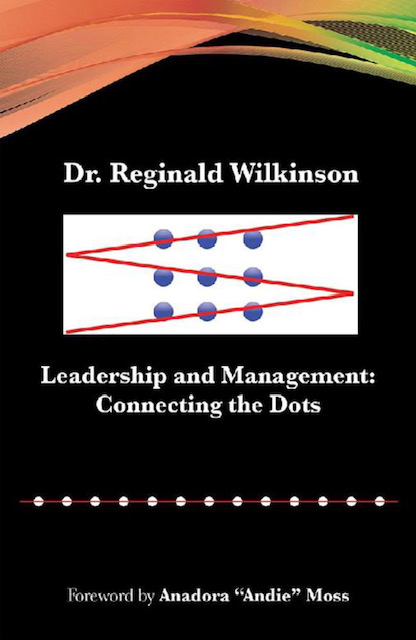 Dr. Reginald Wilkinson
Leadership and Management:
Connecting the Dots
Foreword by Anadora “Andie” Moss